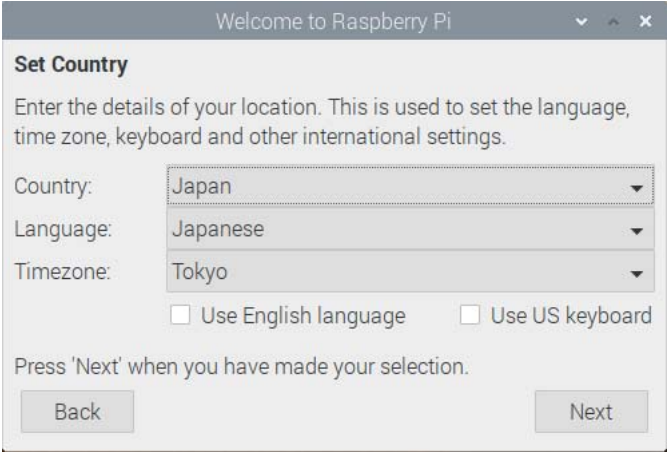 Welcome to Raspberry Pi
Set Country
Enter the details of your location. This is used to set the language,
time zone, keyboard and other international settings.
Country: Japan
Language: Japanese
Timezone: Tokyo
Use English language Use US keyboard
Press 'Next' when you have made your selection.
Back Next